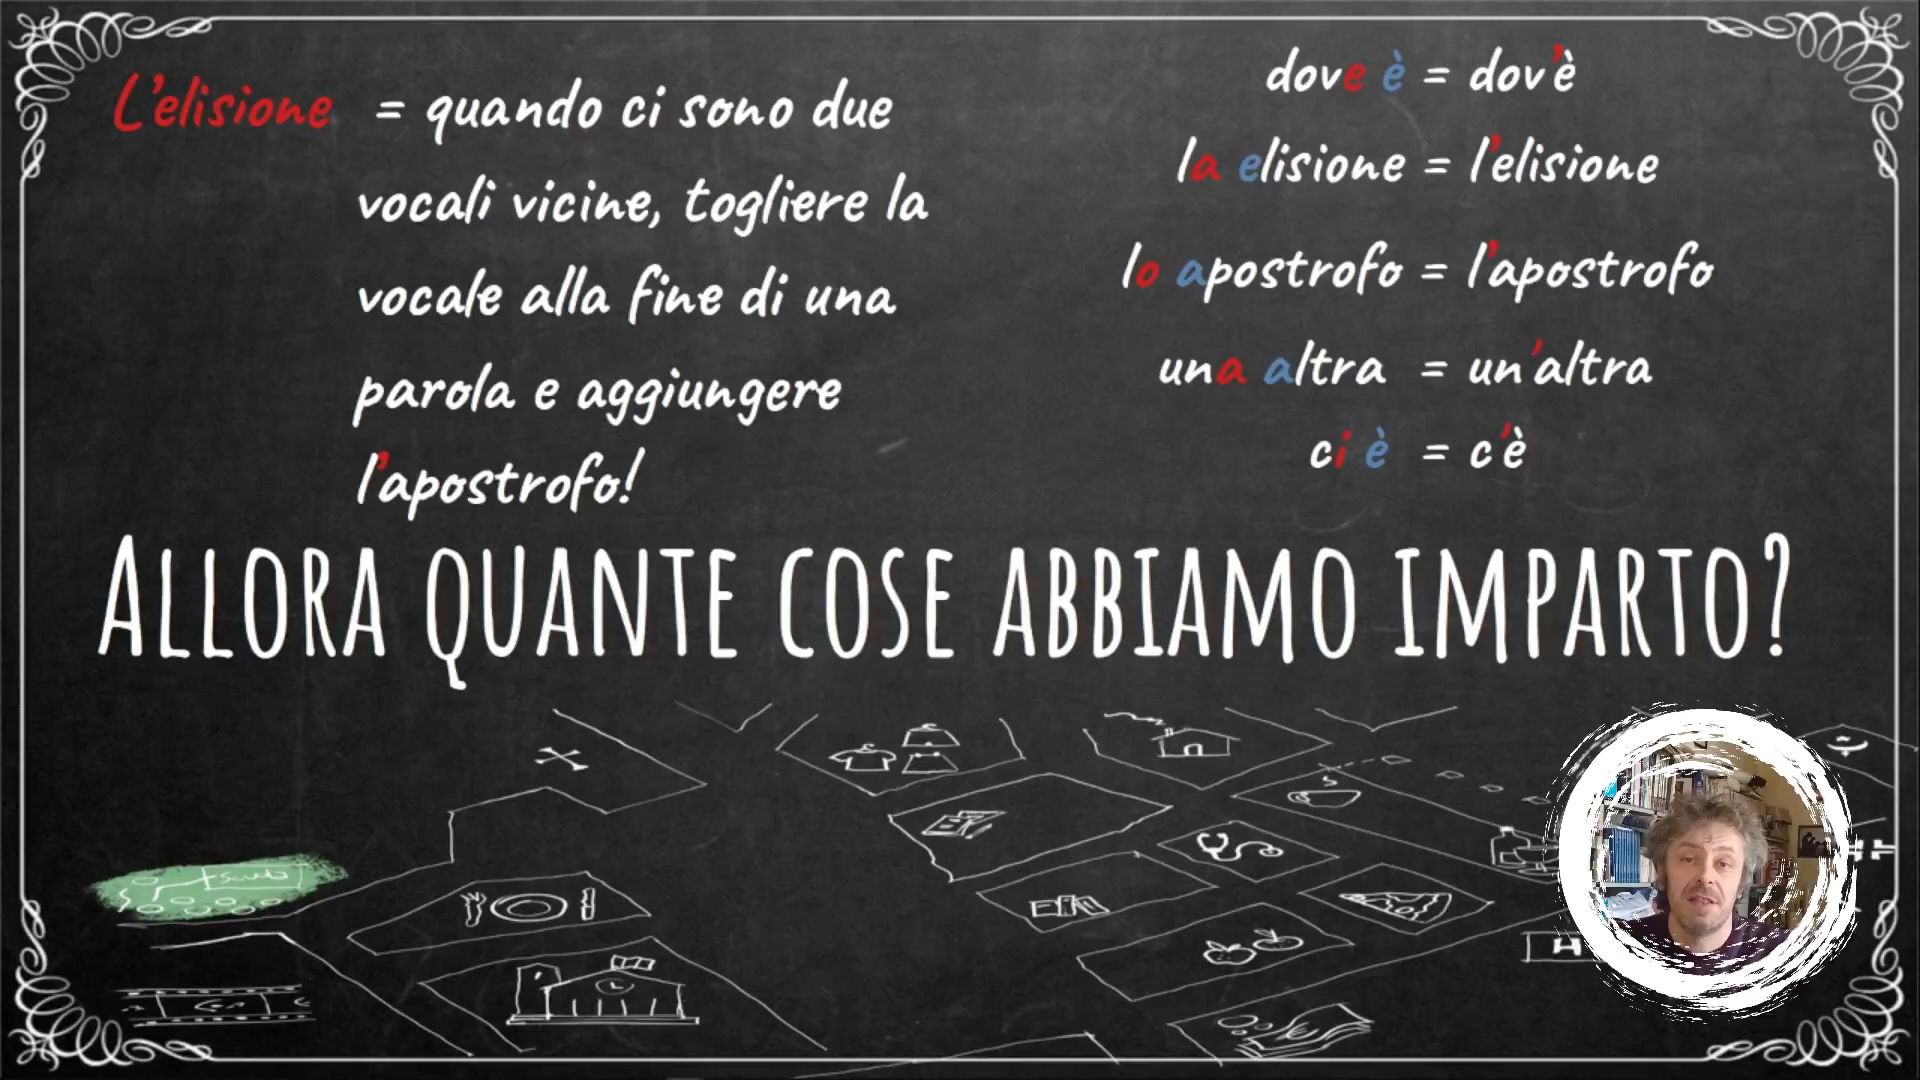 L'elisione = quando ci sono due
vocali vicine, togliere la
vocale alla fine di una
parola e aggiungere
l'apostrofo!
dove è = dov'è
la elisione = l'elisione
lo apostrofo = l'apostrofo
una altra = un'altra
ci è = c'è
Allora quante cose abbiamo imparto?
H